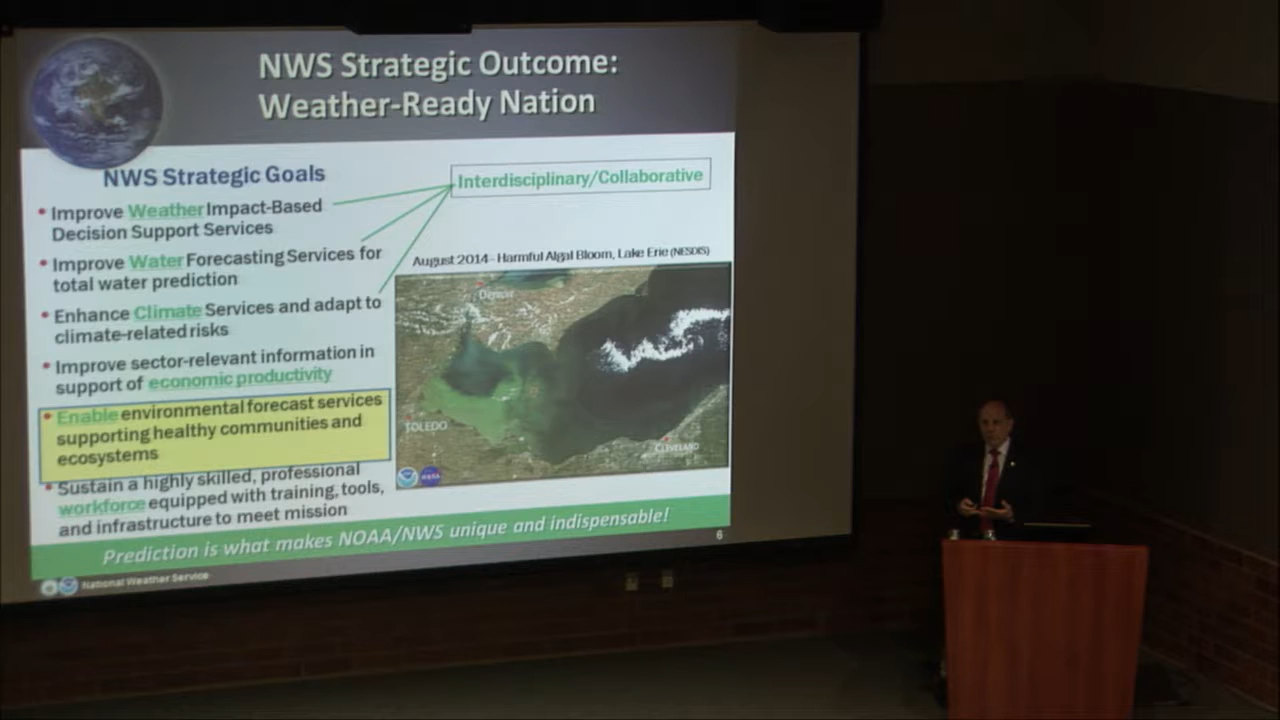 NWS Strategic Outcome:
Weather-Ready Nation
NWS Strategic Goals
Interdisciplinary/Collaborative
• Improve Weather Impact-Based
Decision Support Services
• Improve Water Forecasting Services for
total water prediction
• Enhance Climate Services and adapt to
climate-related risks
• Improve sector-relevant information in
support of economic productivity
• Enable environmental forecast services
supporting healthy communities and
ecosystems
• Sustain a highly skilled, professional
workforce equipped with training, tools,
and infrastructure to meet mission
August 2014 - Harmful Algal Bloom, Lake Erie (NESDIS)
Detroit
TOLEDO
CLEVELAND
NASA
Prediction is what makes NOAA/NWS unique and indispensable!
6
National Weather Service